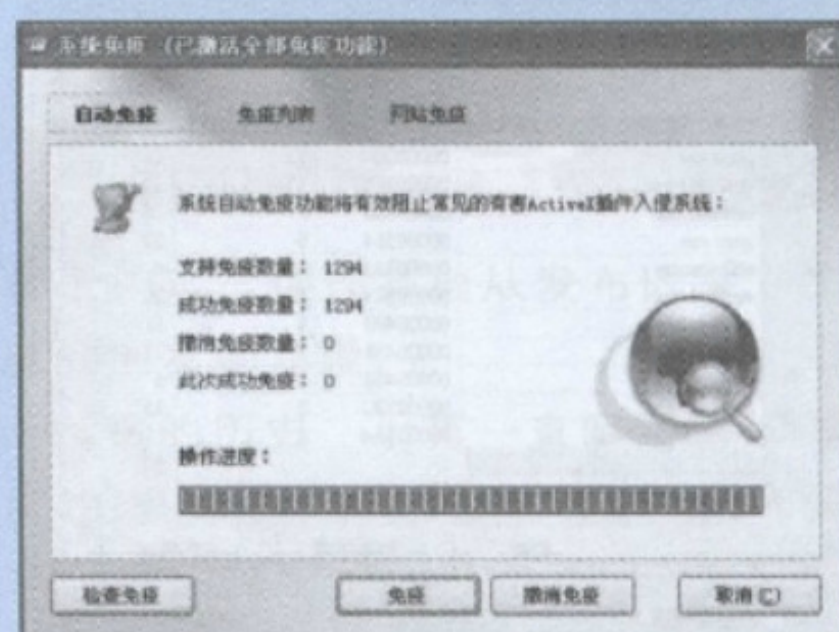 系统免疫 (已激活全部免疫功能)
自动免疫 免疫列表 网站免疫
系统自动免疫功能将有效阻止常见的有害ActiveX插件入侵系统：
支持免疫数量： 1294
成功免疫数量： 1294
撤消免疫数量： 0
此次成功免疫： 0
操作进度：
检查免疫 免疫 撤消免疫 取消(C)